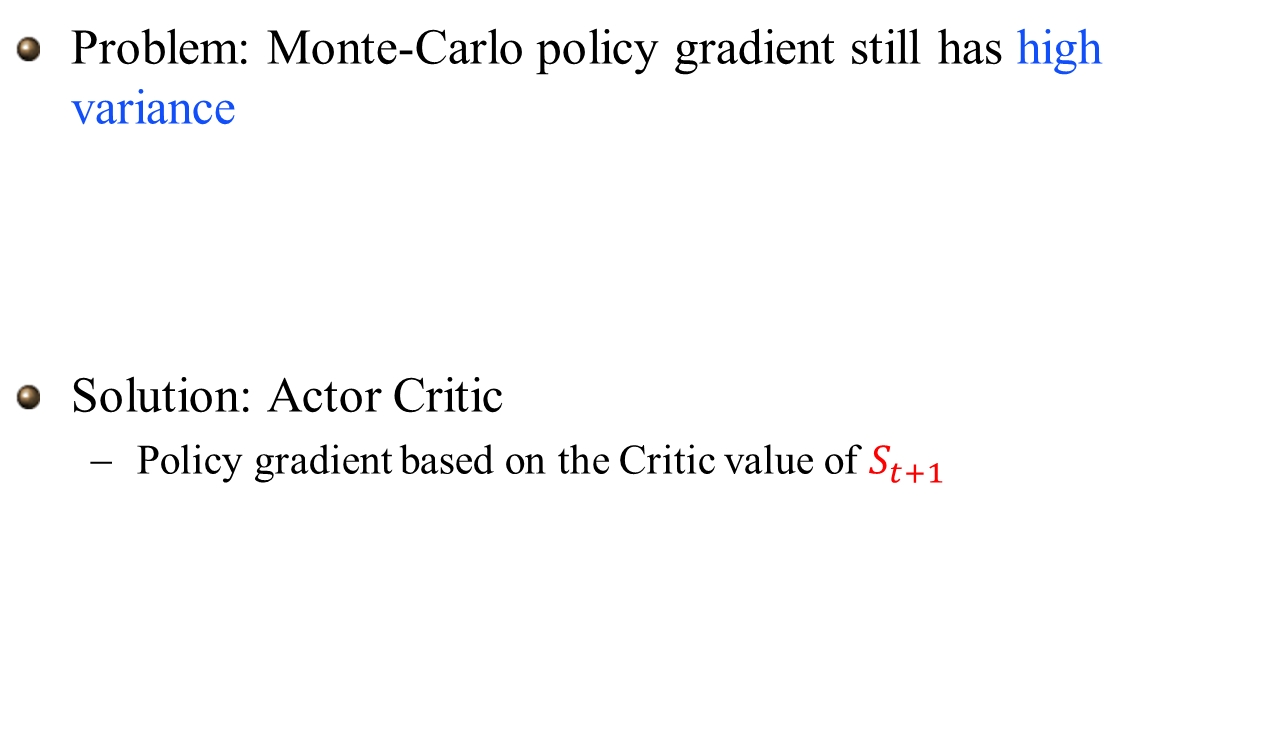 Problem: Monte-Carlo policy gradient still has high
variance
Solution: Actor Critic
– Policy gradient based on the Critic value of 𝑆ₜ₊₁